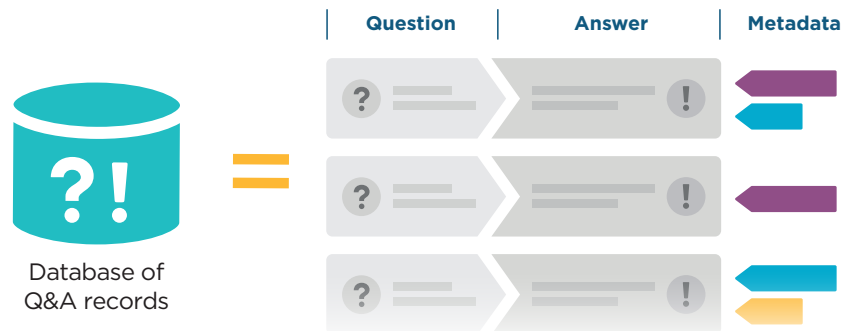 Question Answer Metadata
?!
Database of
Q&A records
? !
? !
? !